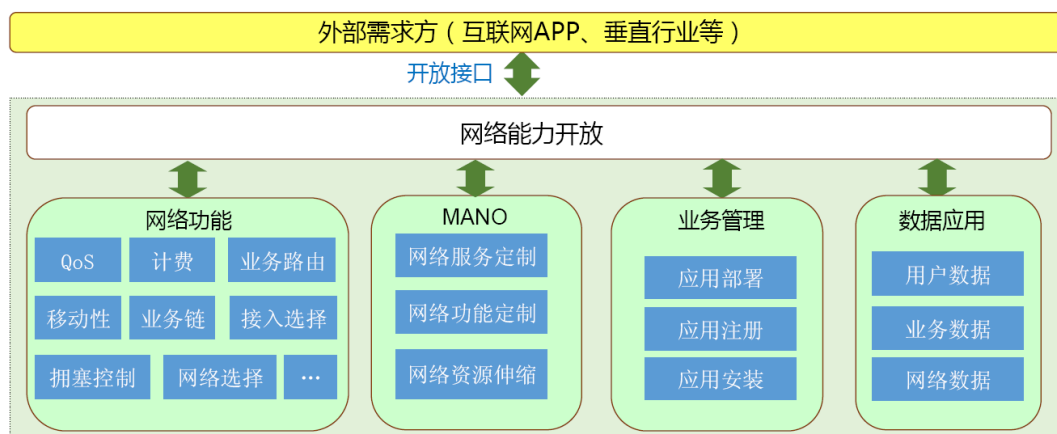 外部需求方（互联网APP、垂直行业等）
开放接口
网络能力开放
网络功能
QoS
计费
业务路由
移动性
业务链
接入选择
拥塞控制
网络选择
…
MANO
网络服务定制
网络功能定制
网络资源伸缩
业务管理
应用部署
应用注册
应用安装
数据应用
用户数据
业务数据
网络数据